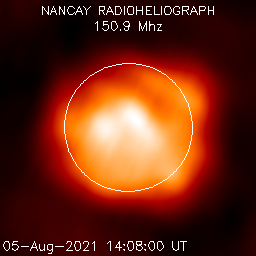 NANCAY RADIOHELIOGRAPH
150.9 Mhz
05-Aug-2021 14:08:00 UT